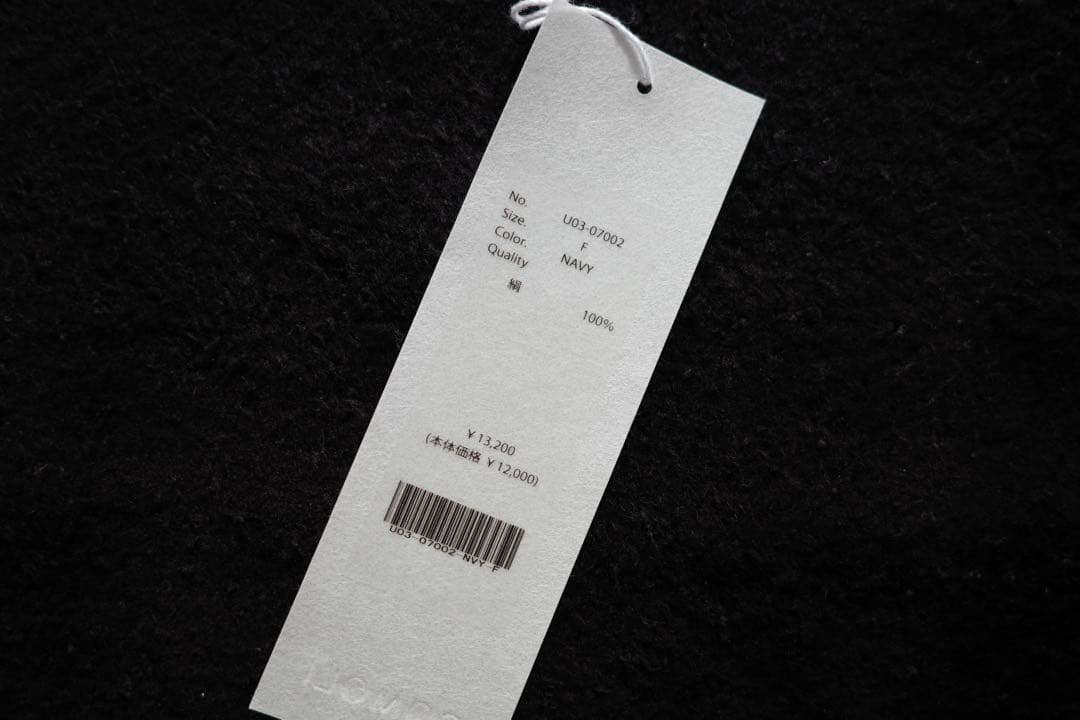 No. U03-07002
Size. F
Color. NAVY
Quality
絹 100%
¥13,200
(本体価格 ¥12,000)
U03-07002-NVY-F